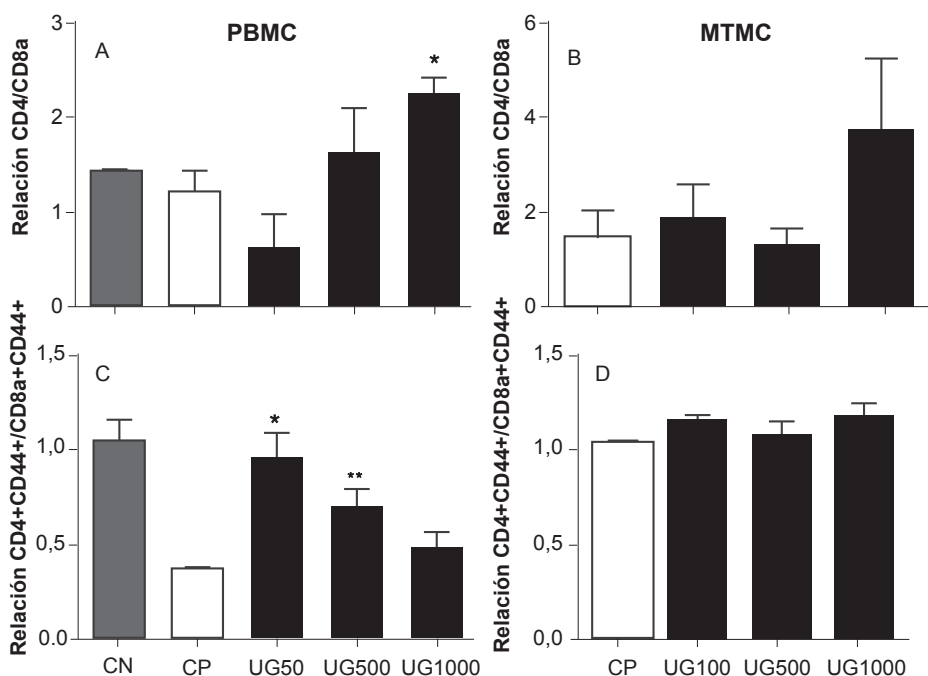 PBMC
A
Relación CD4/CD8a
3
2
1
0
*
MTMC
B
Relación CD4/CD8a
6
4
2
0
C
Relación CD4+CD44+/CD8a+CD44+
1,5
1,0
0,5
0.0
*
**
CN CP UG50 UG500 UG1000
D
Relación CD4+CD44+/CD8a+CD44+
1,5
1,0
0,5
0,0
CP UG100 UG500 UG1000